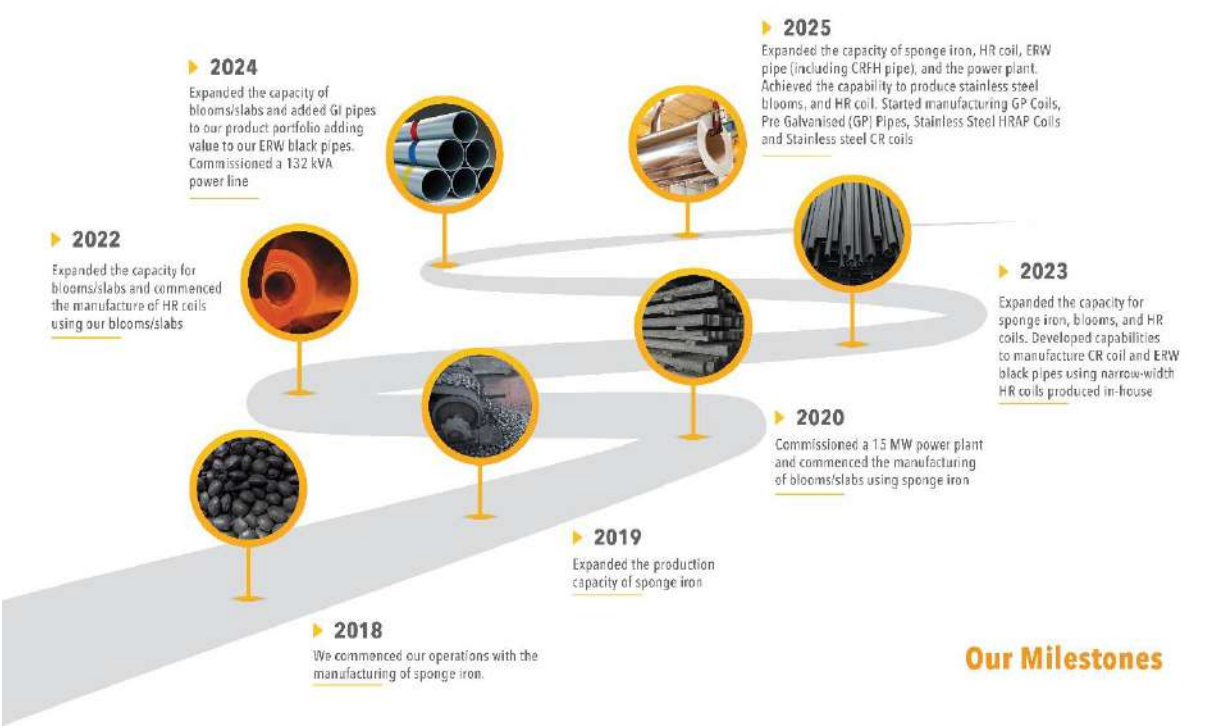 2025
Expanded the capacity of sponge iron, HR coil, ERW
pipe (including CRFH pipe), and the power plant.
Achieved the capability to produce stainless steel
blooms, and HR coil. Started manufacturing GP Coils,
Pre Galvanised (GP) Pipes, Stainless Steel HRAP Coils
and Stainless steel CR coils
2024
Expanded the capacity of
blooms/slabs and added GI pipes
to our product portfolio adding
value to our ERW black pipes.
Commissioned a 132 kVA
power line
2022
Expanded the capacity for
blooms/slabs and commenced
the manufacture of HR coils
using our blooms/slabs
2023
Expanded the capacity for
sponge iron, blooms, and HR
coils. Developed capabilities
to manufacture CR coil and ERW
black pipes using narrow-width
HR coils produced in-house
2020
Commissioned a 15 MW power plant
and commenced the manufacturing
of blooms/slabs using sponge iron
2019
Expanded the production
capacity of sponge iron
2018
We commenced our operations with the
manufacturing of sponge iron.
Our Milestones